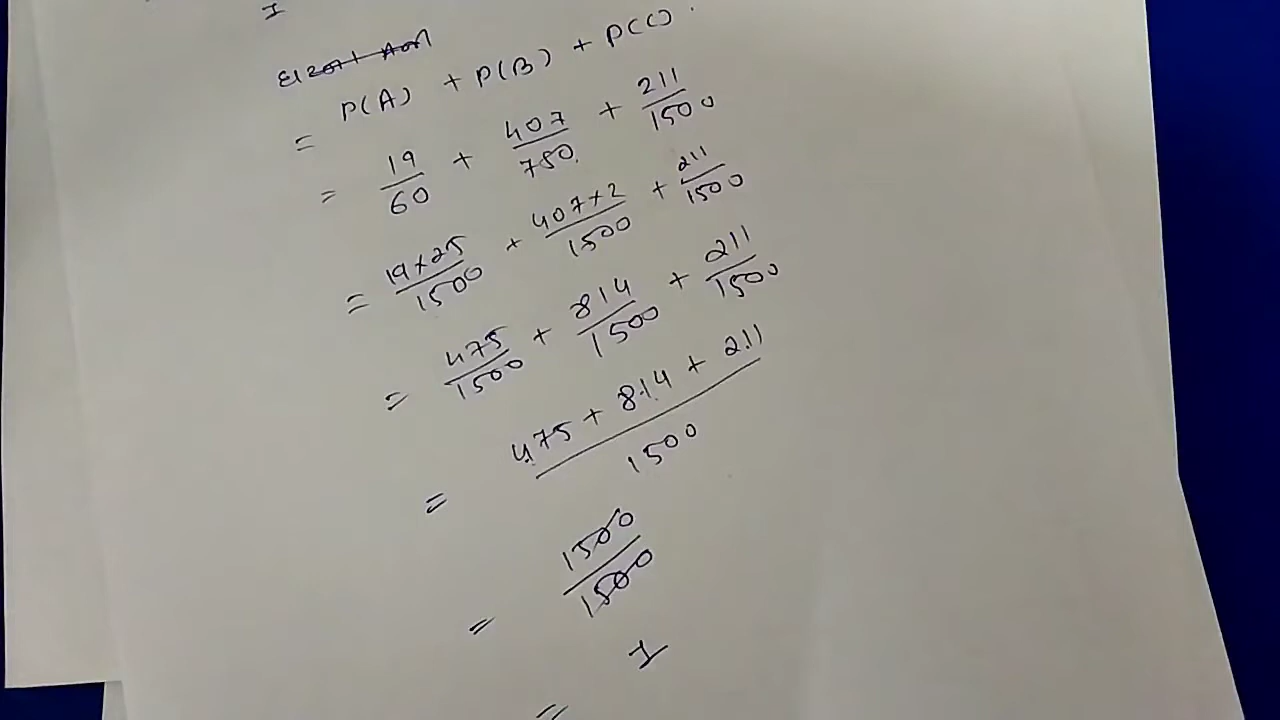 1
= P(A) + P(B) + P(C).
= 19/60 + 407/750 + 211/1500
= 19×25/1500 + 407×2/1500 + 211/1500
= 475/1500 + 814/1500 + 211/1500
= 475 + 814 + 211/1500
= 1500/1500
= 1